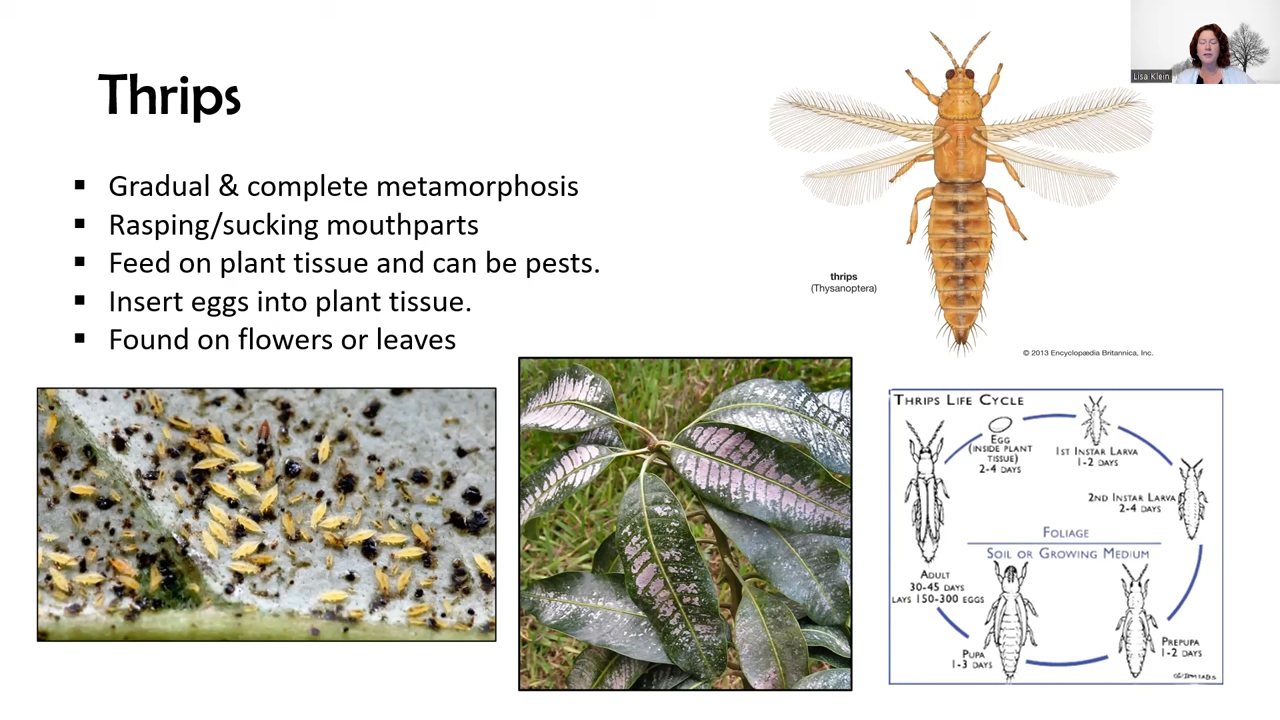 Thrips
▪ Gradual & complete metamorphosis
▪ Rasping/sucking mouthparts
▪ Feed on plant tissue and can be pests.
▪ Insert eggs into plant tissue.
▪ Found on flowers or leaves
Lisa Klein
thrips
(Thysanoptera)
© 2013 Encyclopædia Britannica, Inc.
THRIPS LIFE CYCLE
EGG
(INSIDE PLANT
TISSUE)
2-4 DAYS
1ST INSTAR LARVA
1-2 DAYS
2ND INSTAR LARVA
2-4 DAYS
FOLIAGE
SOIL OR GROWING MEDIUM
PREPUPA
1-2 DAYS
PUPA
1-3 DAYS
ADULT
30-45 DAYS
LAYS 150-300 EGGS